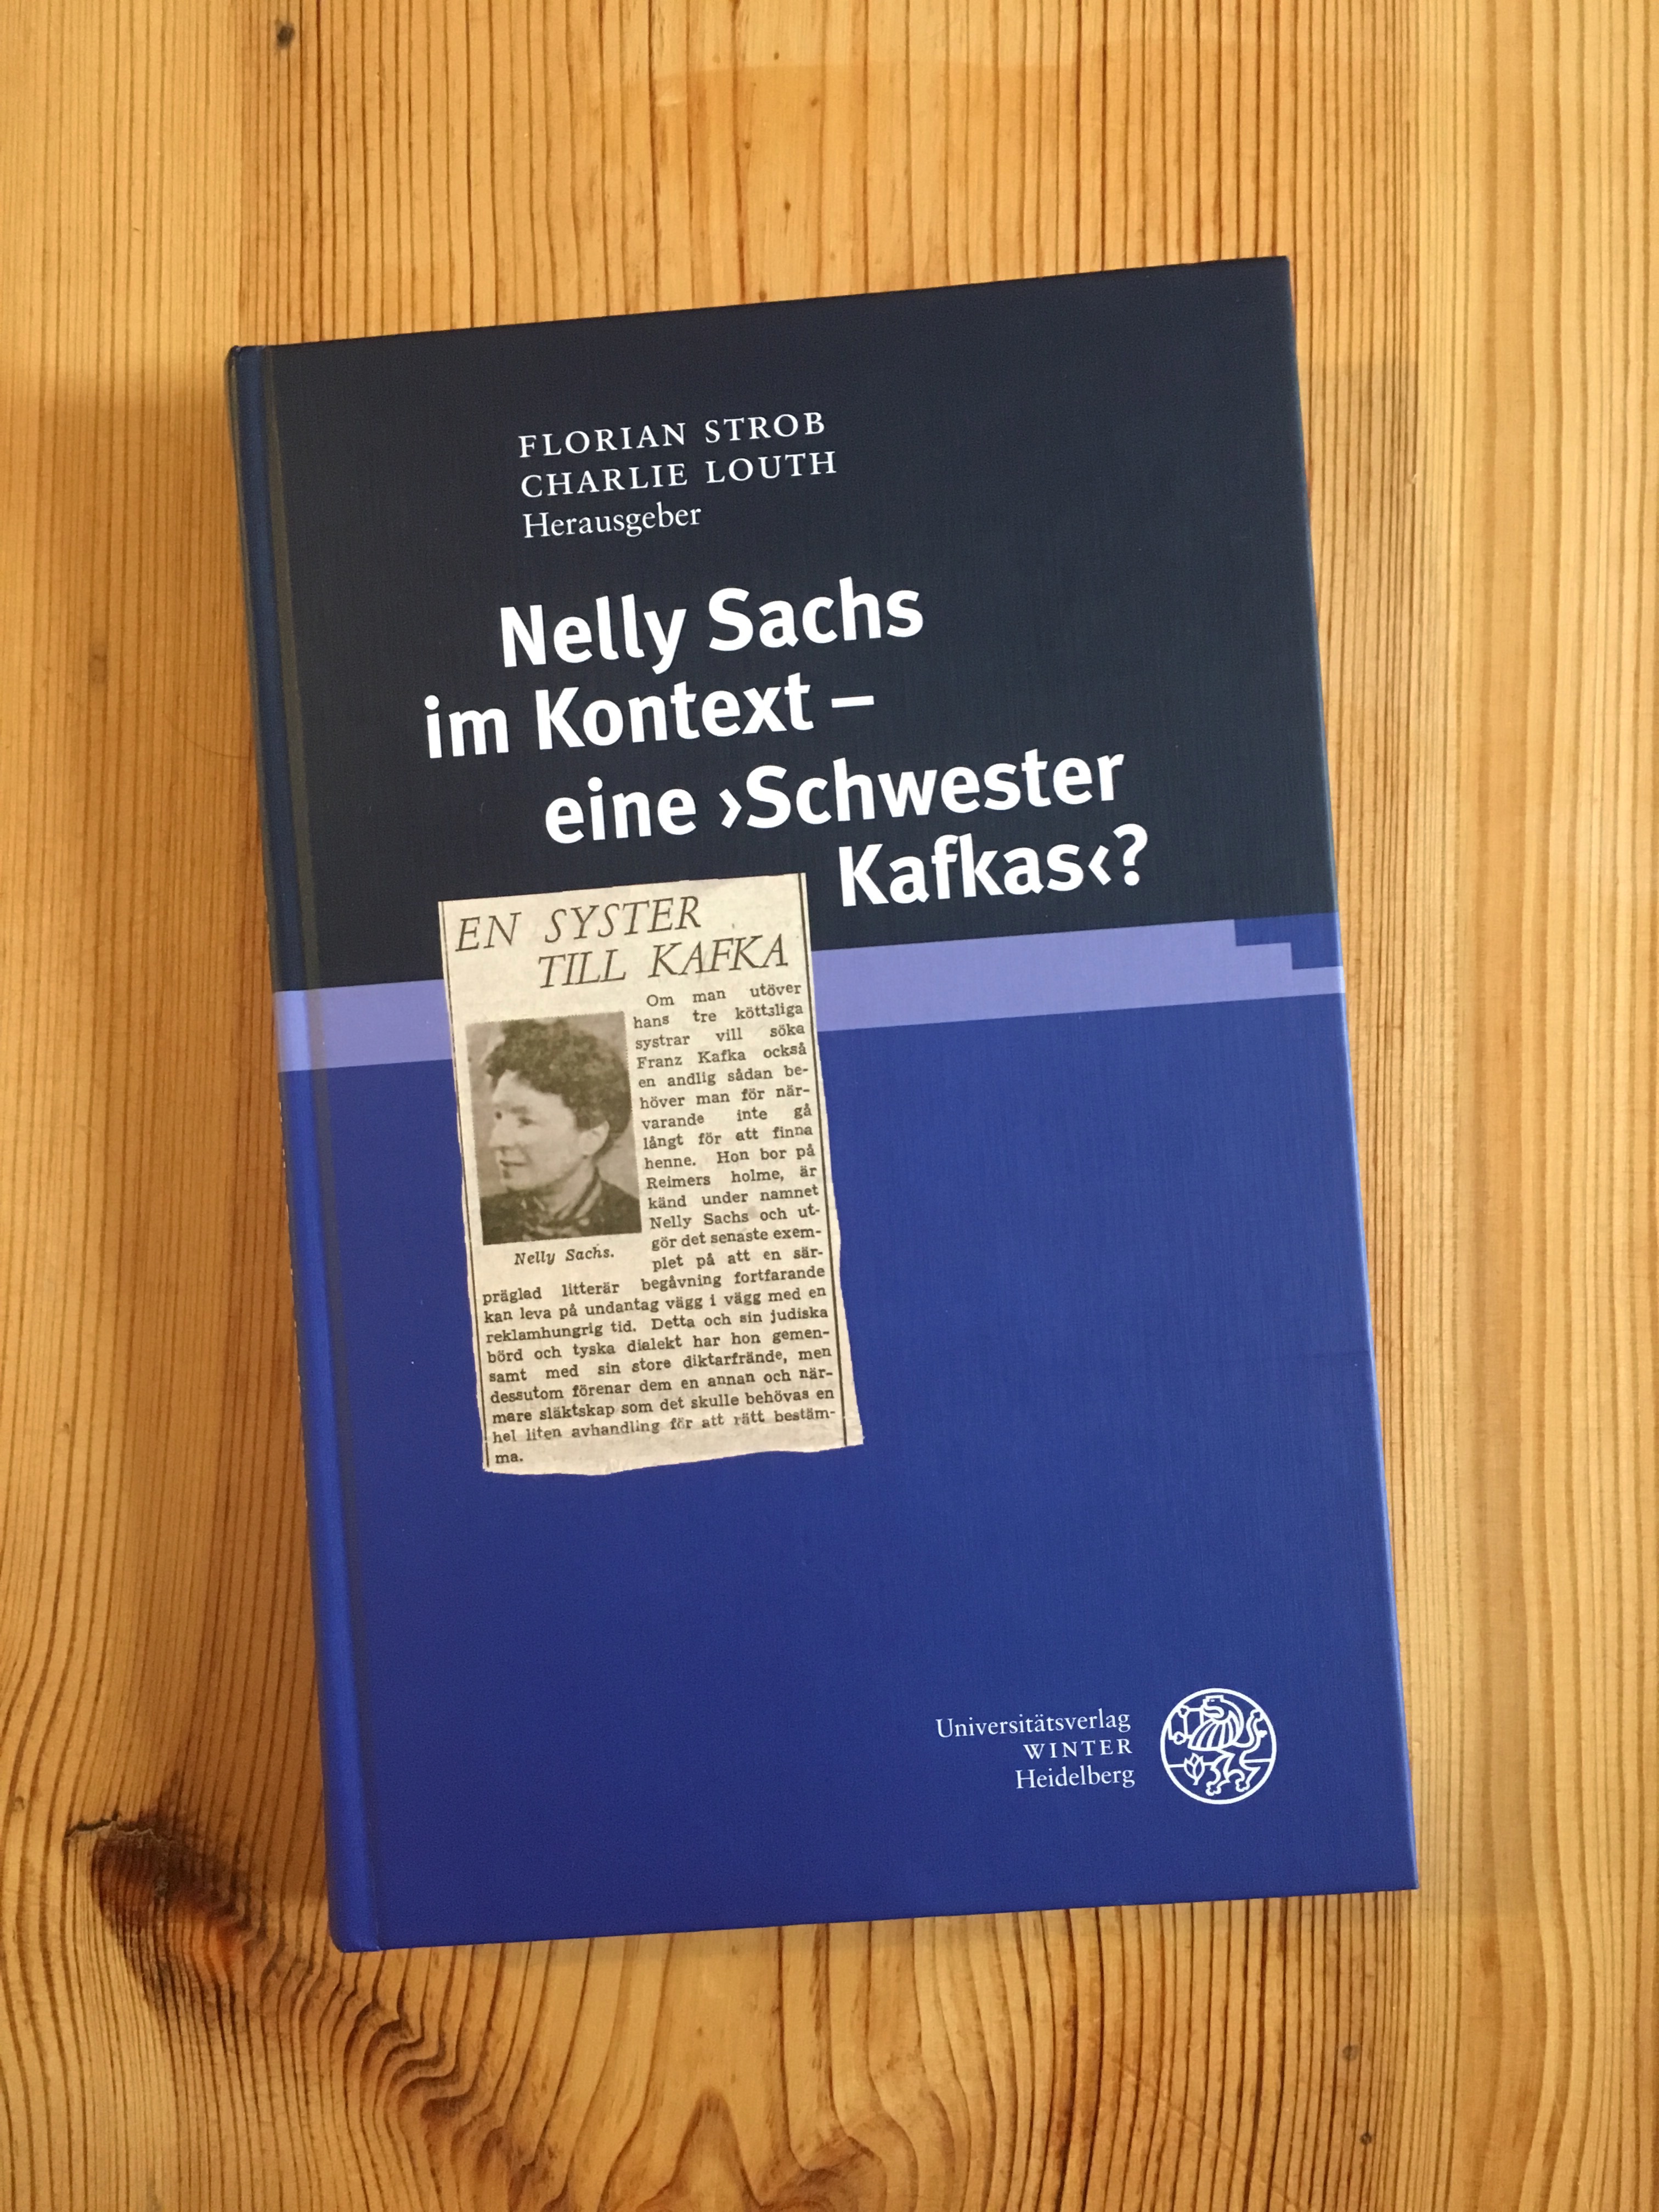 FLORIAN STROB
CHARLIE LOUTH
Herausgeber
Nelly Sachs
im Kontext –
eine ›Schwester
Kafkas‹?
EN SYSTER
TILL KAFKA
Om man utöver
hans tre köttsliga
systrar vill söka
Franz Kafka också
en andlig sådan be-
höver man för när-
varande inte gå
långt för att finna
henne. Hon bor på
Reimers holme, är
känd under namnet
Nelly Sachs och ut-
gör det senaste exem-
plet på att en sär-
Nelly Sachs.
präglad litterär begåvning fortfarande
kan leva på undantag vägg i vägg med en
reklamhungrig tid. Detta och sin judiska
börd och tyska dialekt har hon gemen-
samt med sin store diktarfrände, men
dessutom förenar dem en annan och när-
mare släktskap som det skulle behövas en
hel liten avhandling för att rätt bestäm-
ma.
Universitätsverlag
WINTER
Heidelberg